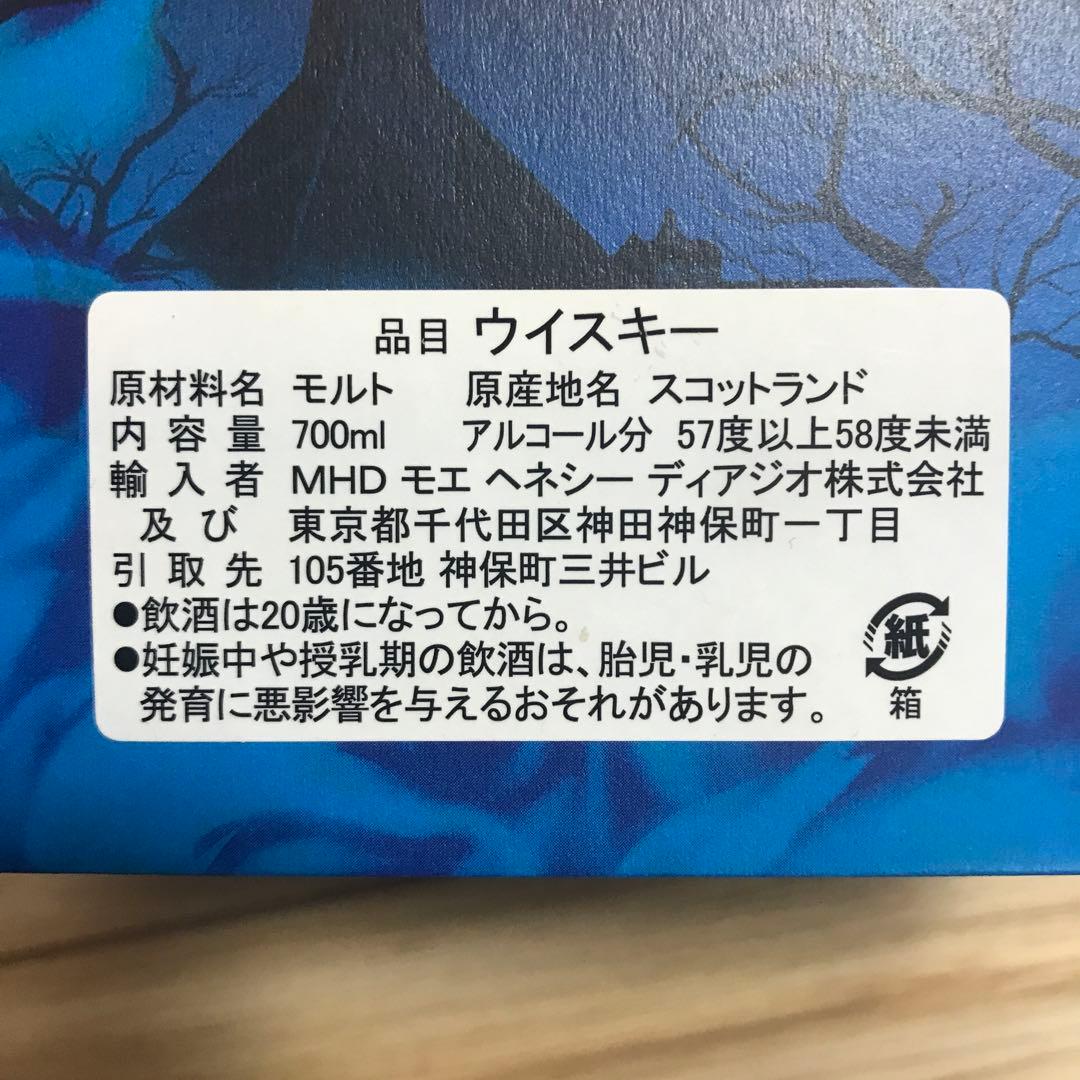 品目 ウイスキー
原材料名 モルト 原産地名 スコットランド
内容量 700ml アルコール分 57度以上58度未満
輸入者 MHD モエ ヘネシー ディアジオ株式会社
及び 東京都千代田区神田神保町一丁目
引取先 105番地 神保町三井ビル
●飲酒は20歳になってから。
●妊娠中や授乳期の飲酒は、胎児・乳児の
発育に悪影響を与えるおそれがあります。
紙
箱